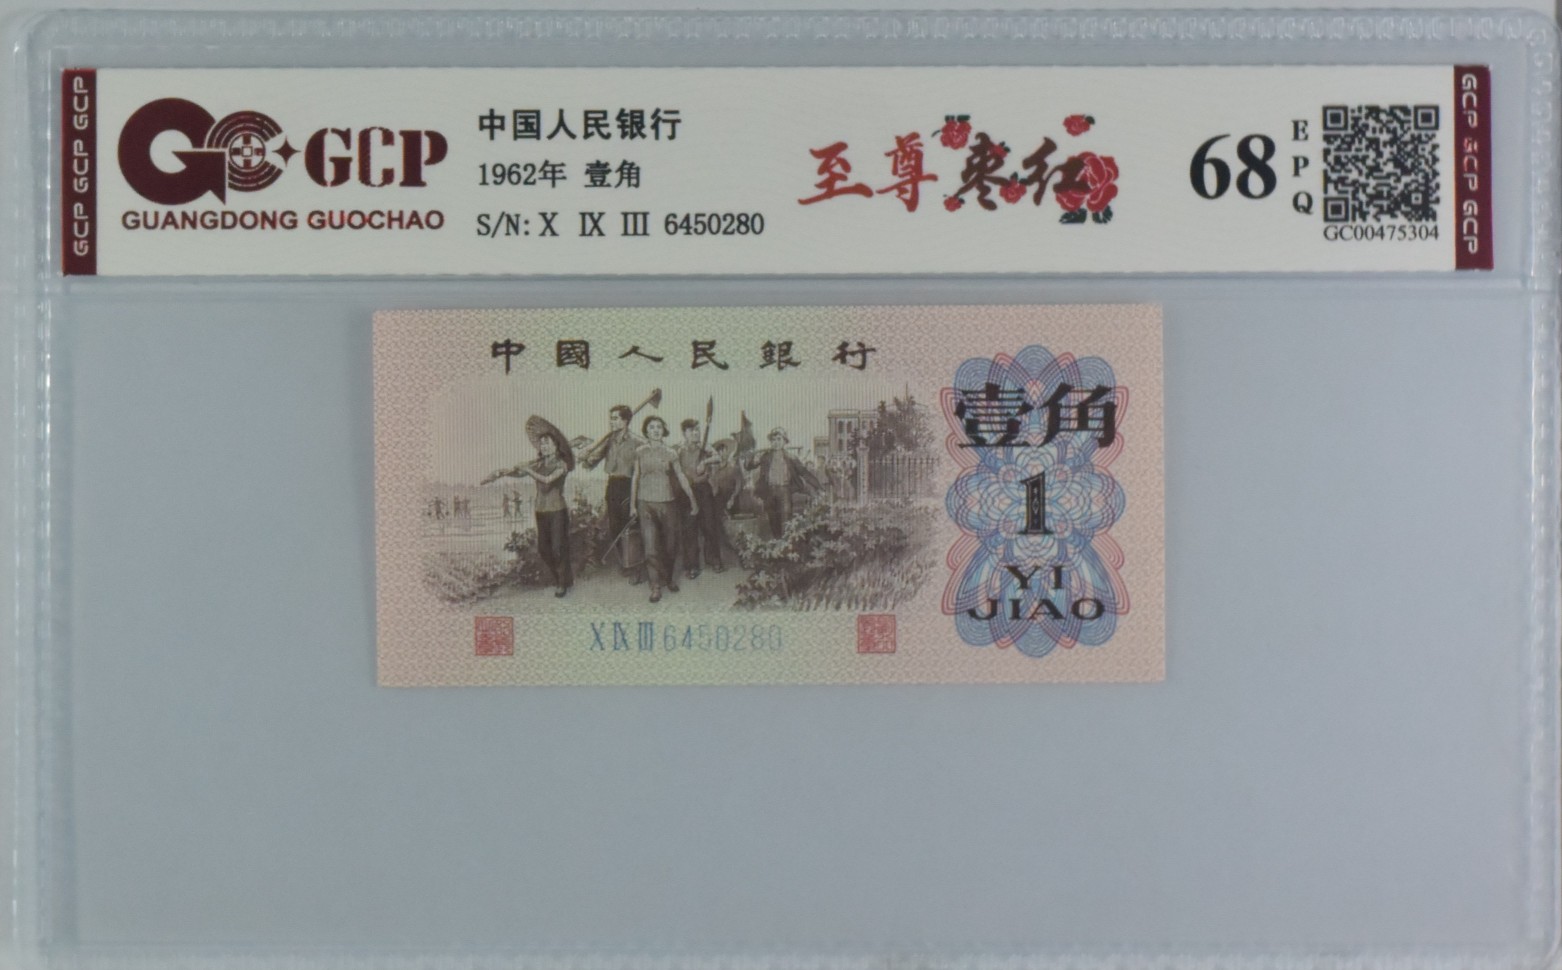 GCP GCP GCP
GCP
GUANGDONG GUOCHAO
中国人民银行
1962年 壹角
S/N: X IX III 6450280
至尊枣红
68
EPQ
GC00475304
GCP GCP GCP
中國人民銀行
壹角
1
YI
JIAO
X IX III 6450280